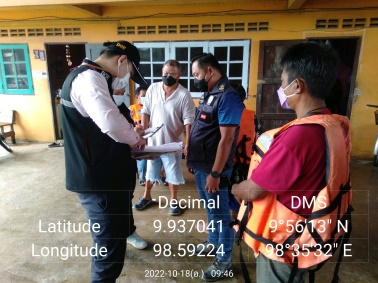 Decimal DMS
Latitude 9.937041 9°56'13" N
Longitude 98.59224 98°35'32" E
2022-10-18(อ.) 09:46